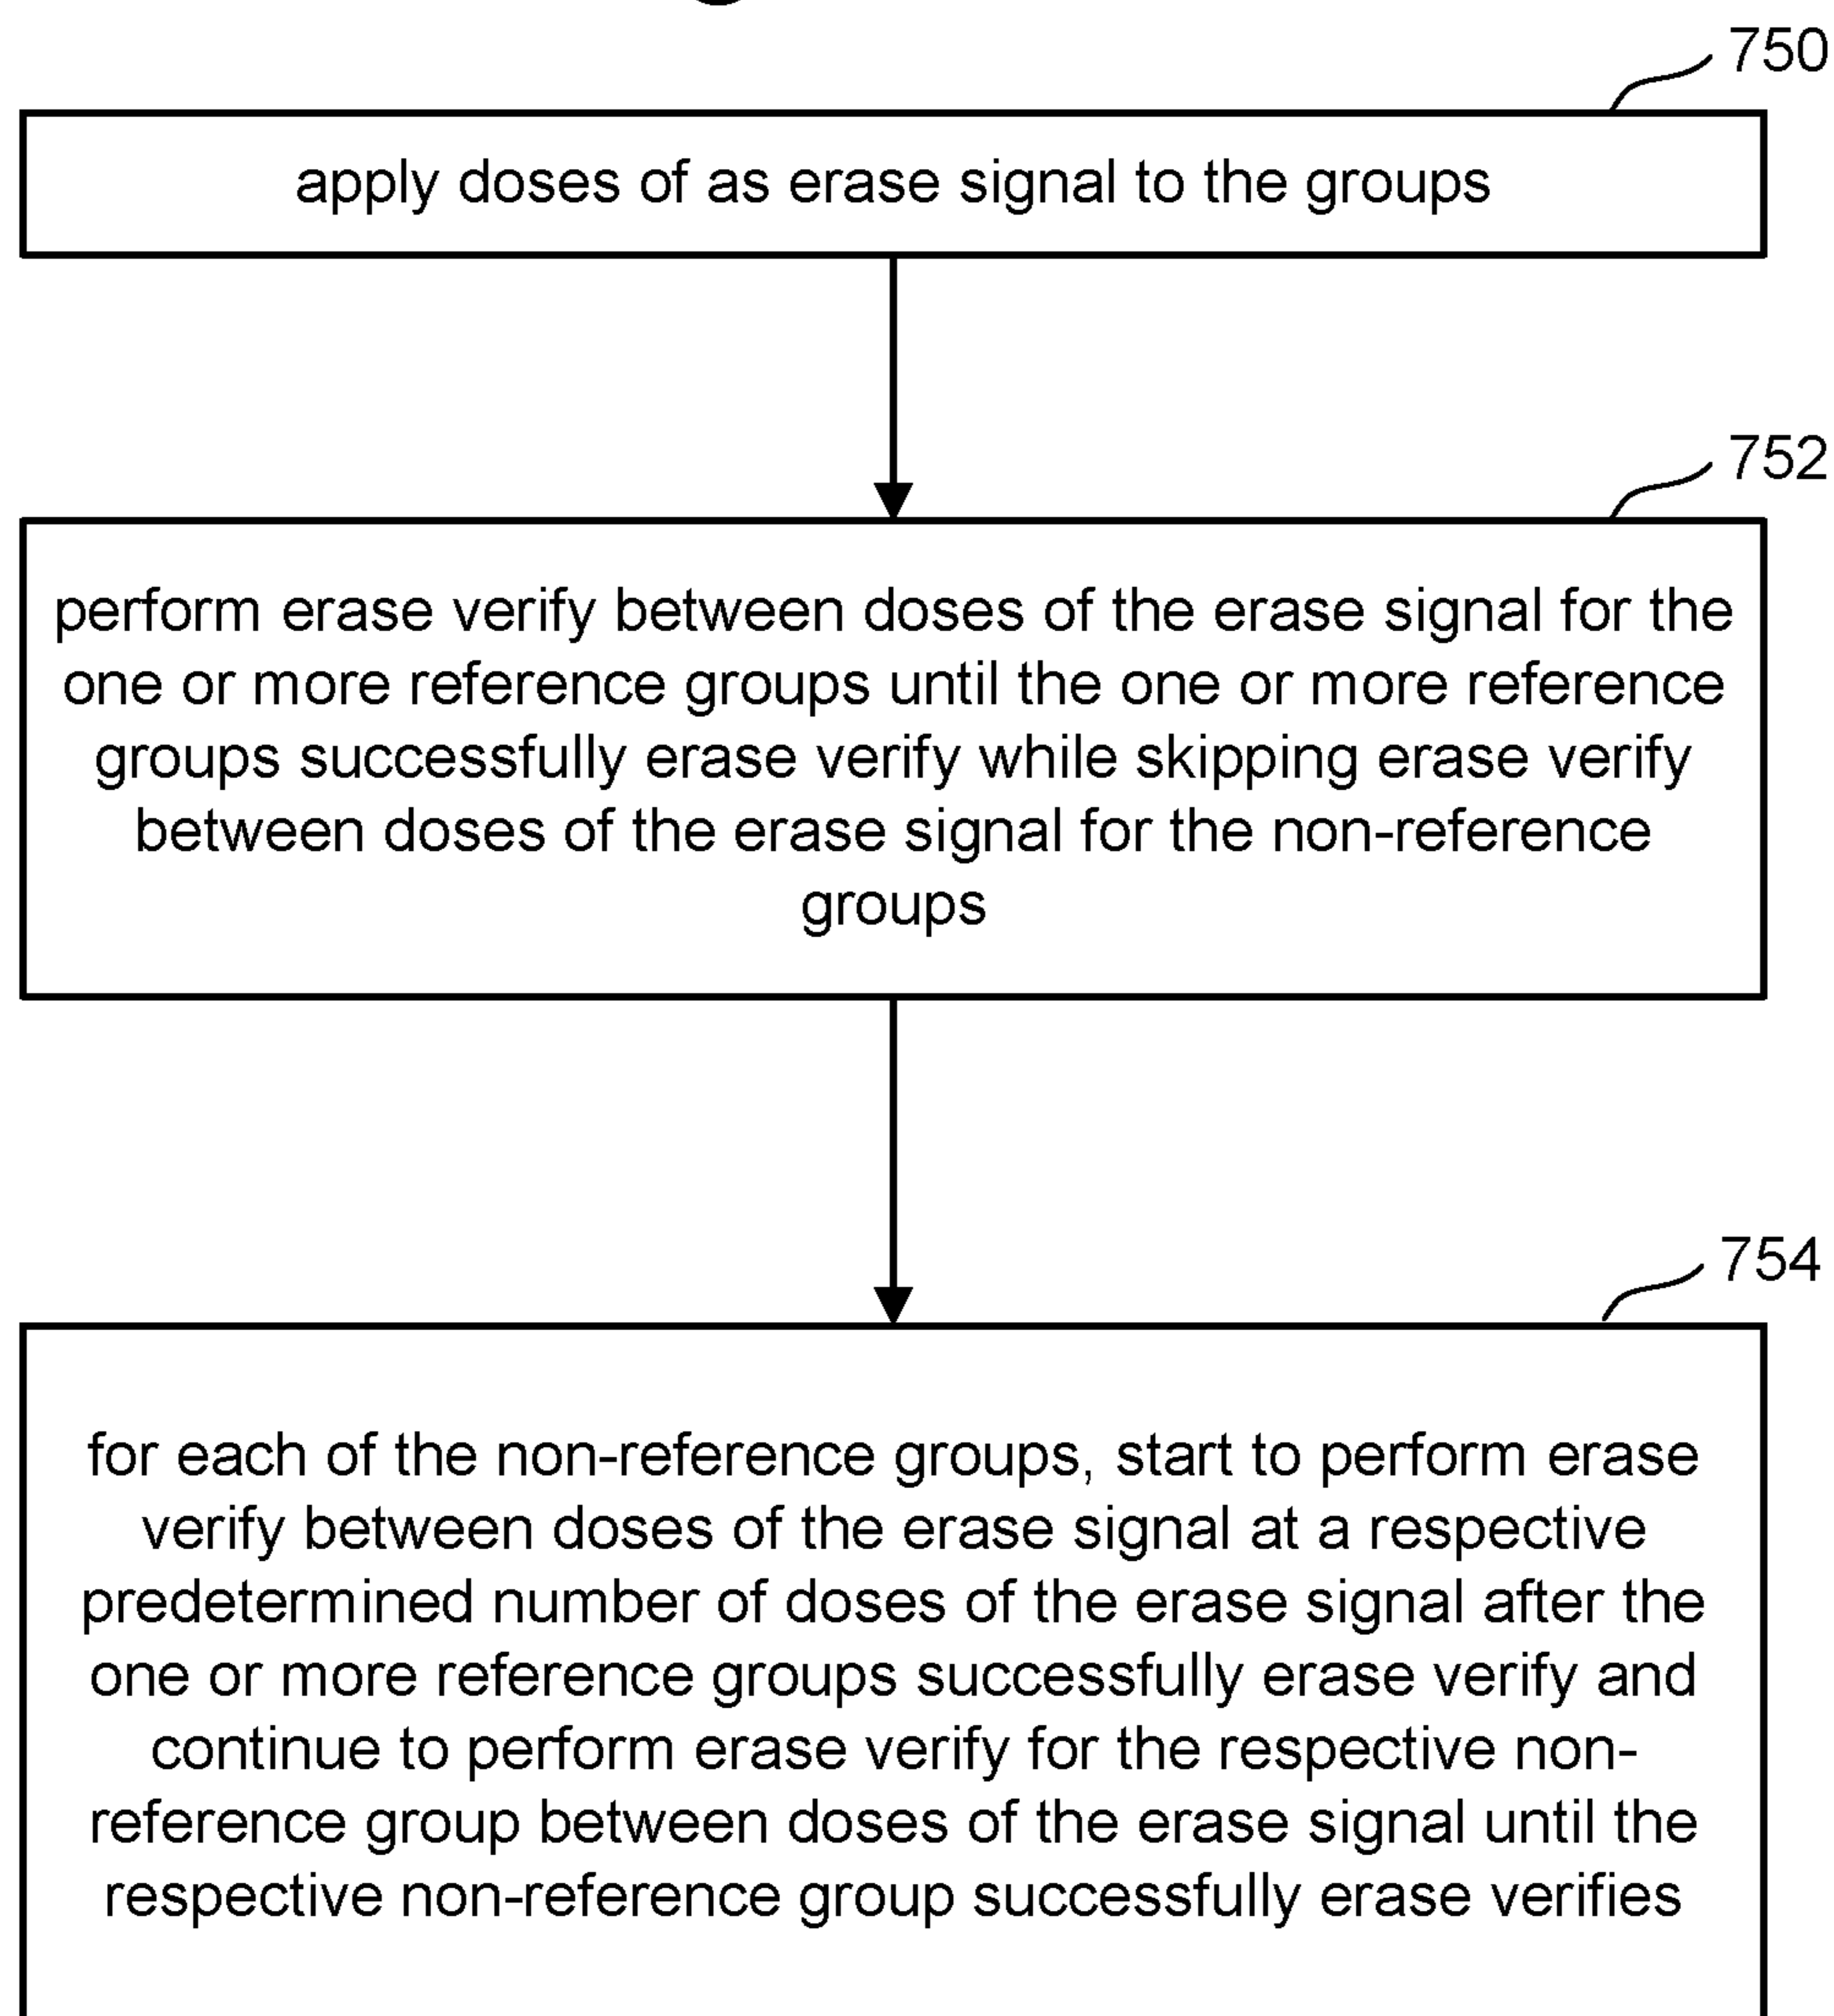 750
apply doses of as erase signal to the groups
752
perform erase verify between doses of the erase signal for the
one or more reference groups until the one or more reference
groups successfully erase verify while skipping erase verify
between doses of the erase signal for the non-reference
groups
754
for each of the non-reference groups, start to perform erase
verify between doses of the erase signal at a respective
predetermined number of doses of the erase signal after the
one or more reference groups successfully erase verify and
continue to perform erase verify for the respective non-
reference group between doses of the erase signal until the
respective non-reference group successfully erase verifies